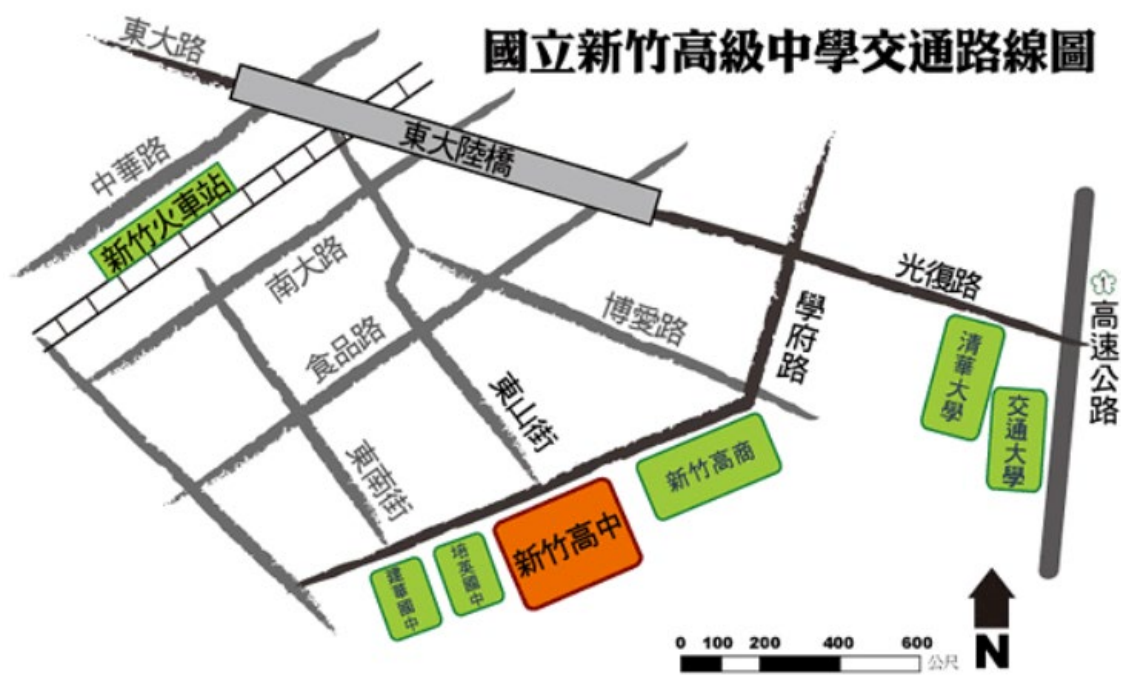 國立新竹高級中學交通路線圖
東大路
東大陸橋
中華路
新竹火車站
南大路
食品路
博愛路
學府路
光復路
1
高速公路
清華大學
交通大學
東山街
東南街
新竹高商
新竹高中
培英國中
建華國中
0 100 200 400 600
公尺
N